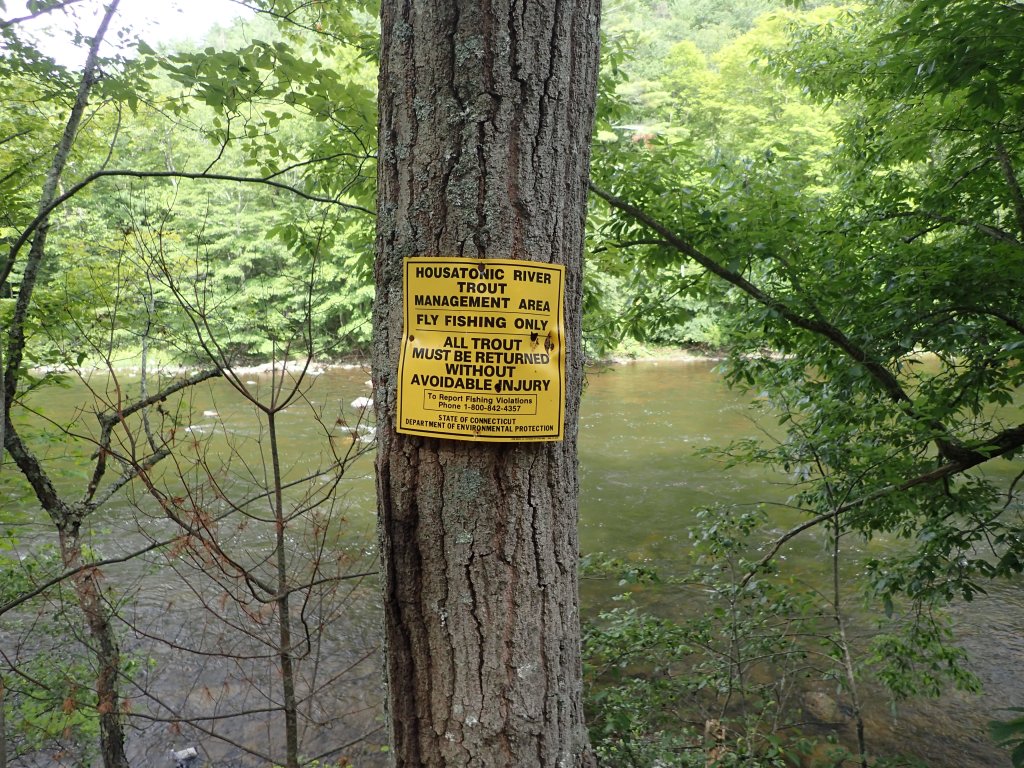 HOUSATONIC RIVER
TROUT
MANAGEMENT AREA
FLY FISHING ONLY
ALL TROUT
MUST BE RETURNED
WITHOUT
AVOIDABLE INJURY
To Report Fishing Violations
Phone 1-800-842-4357
STATE OF CONNECTICUT
DEPARTMENT OF ENVIRONMENTAL PROTECTION